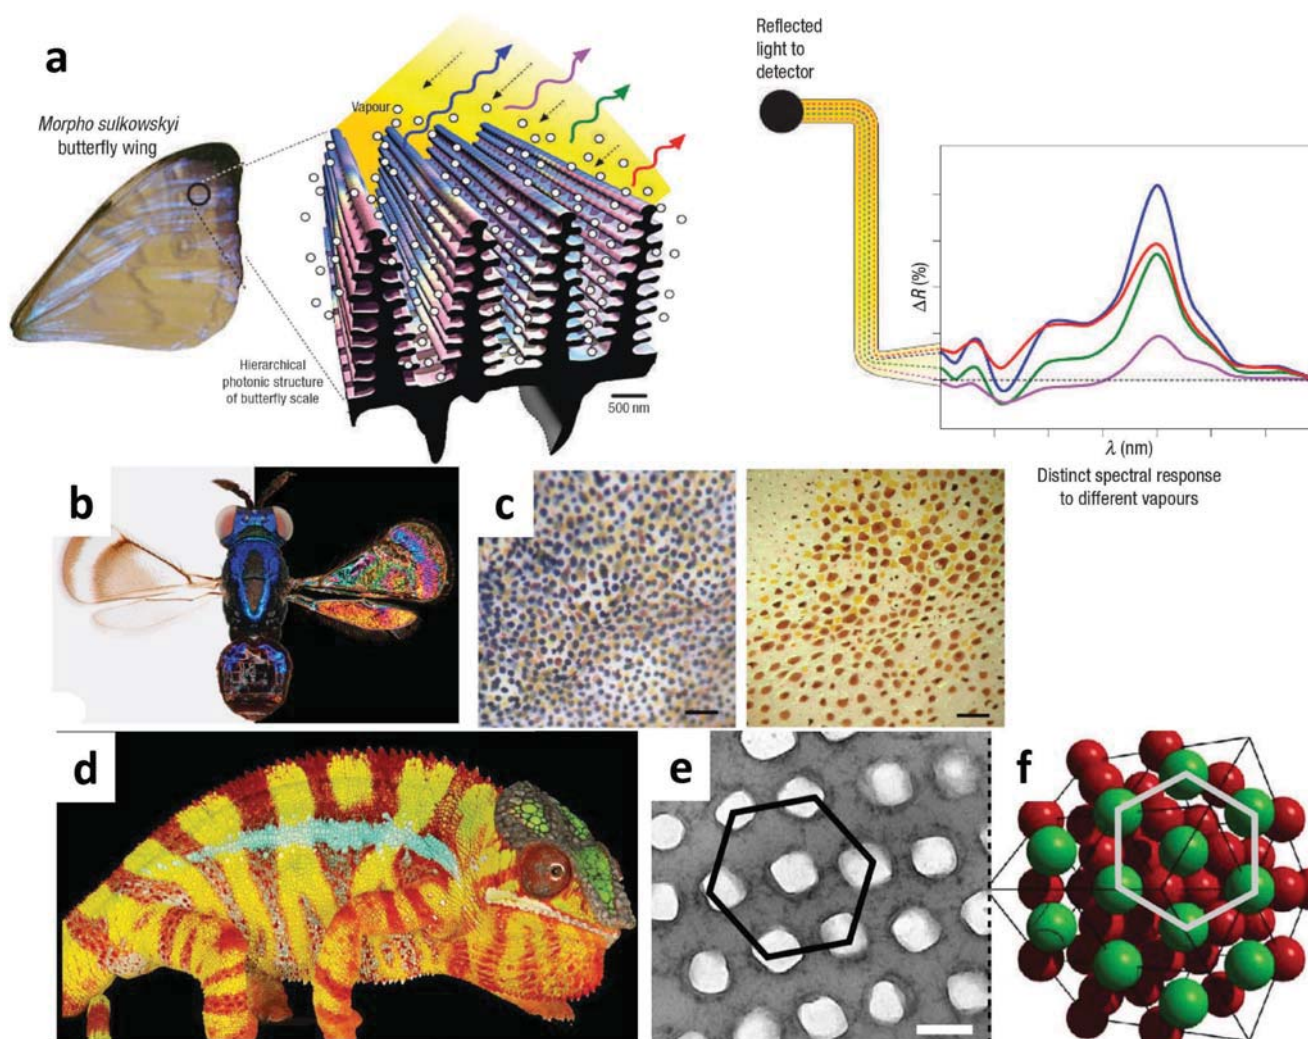 a
Morpho sulkowskyi
butterfly wing
Vapour
Hierarchical
photonic structure
of butterfly scale
500 nm
Reflected
light to
detector
ΔR (%)
λ (nm)
Distinct spectral response
to different vapours
b
c
d
e
f